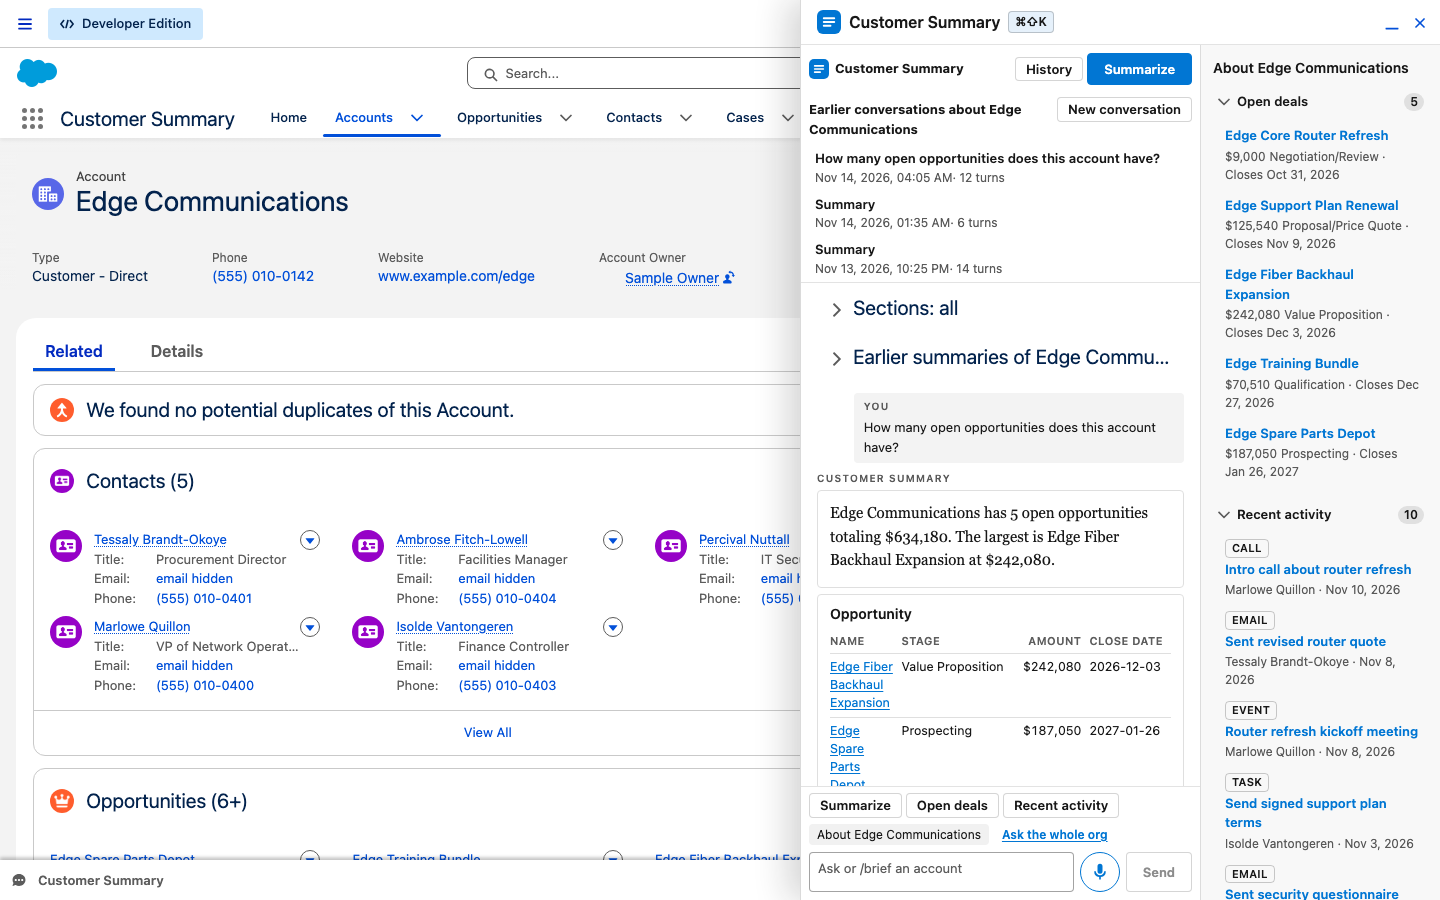 Developer Edition
Search...
Customer Summary
Home
Accounts
Opportunities
Contacts
Cases
Account
Edge Communications
Type
Customer - Direct
Phone
(555) 010-0142
Website
www.example.com/edge
Account Owner
Sample Owner
Related
Details
We found no potential duplicates of this Account.
Contacts (5)
Tessaly Brandt-Okoye
Title: Procurement Director
Email: email hidden
Phone: (555) 010-0401
Ambrose Fitch-Lowell
Title: Facilities Manager
Email: email hidden
Phone: (555) 010-0404
Percival Nuttall
Title: IT Secu
Email: email h
Phone: (555)
Marlowe Quillon
Title: VP of Network Operat...
Email: email hidden
Phone: (555) 010-0400
Isolde Vantongeren
Title: Finance Controller
Email: email hidden
Phone: (555) 010-0403
View All
Opportunities (6+)
Edge Spare Parts Depot
Edge Training Bundle
Edge Fiber Backhaul Ex
Customer Summary
Customer Summary
⌘⇧K
Customer Summary
History
Summarize
Earlier conversations about Edge
Communications
New conversation
How many open opportunities does this account have?
Nov 14, 2026, 04:05 AM· 12 turns
Summary
Nov 14, 2026, 01:35 AM· 6 turns
Summary
Nov 13, 2026, 10:25 PM· 14 turns
Sections: all
Earlier summaries of Edge Commu...
YOU
How many open opportunities does this account
have?
CUSTOMER SUMMARY
Edge Communications has 5 open opportunities
totaling $634,180. The largest is Edge Fiber
Backhaul Expansion at $242,080.
Opportunity
NAME STAGE AMOUNT CLOSE DATE
Edge Fiber Value Proposition $242,080 2026-12-03
Backhaul
Expansion
Edge Prospecting $187,050 2027-01-26
Spare
Parts
Depot
Summarize
Open deals
Recent activity
About Edge Communications
Ask the whole org
Ask or /brief an account
Send
About Edge Communications
Open deals 5
Edge Core Router Refresh
$9,000 Negotiation/Review ·
Closes Oct 31, 2026
Edge Support Plan Renewal
$125,540 Proposal/Price Quote ·
Closes Nov 9, 2026
Edge Fiber Backhaul
Expansion
$242,080 Value Proposition ·
Closes Dec 3, 2026
Edge Training Bundle
$70,510 Qualification · Closes Dec
27, 2026
Edge Spare Parts Depot
$187,050 Prospecting · Closes
Jan 26, 2027
Recent activity 10
CALL
Intro call about router refresh
Marlowe Quillon · Nov 10, 2026
EMAIL
Sent revised router quote
Tessaly Brandt-Okoye · Nov 8,
2026
EVENT
Router refresh kickoff meeting
Marlowe Quillon · Nov 8, 2026
TASK
Send signed support plan
terms
Isolde Vantongeren · Nov 3, 2026
EMAIL
Sent security questionnaire